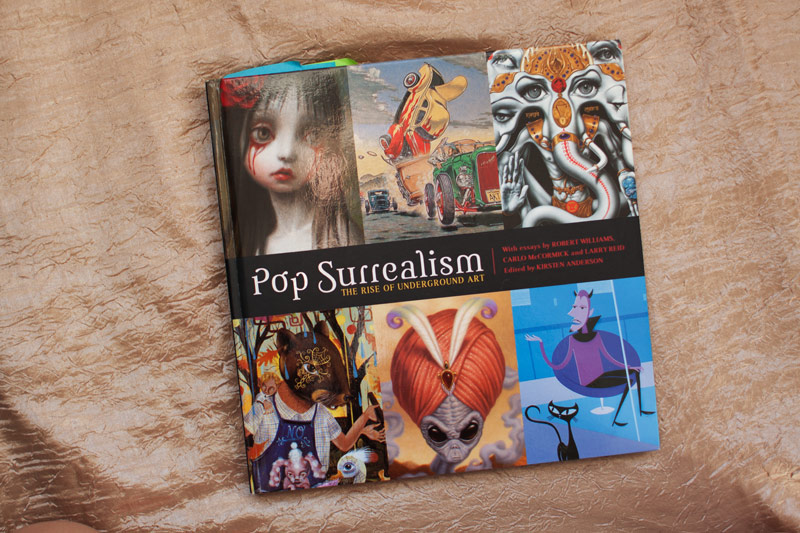 Pop Surrealism
THE RISE OF UNDERGROUND ART
With essays by ROBERT WILLIAMS,
CARLO McCORMICK and LARRY REID
Edited by KIRSTEN ANDERSON
NO